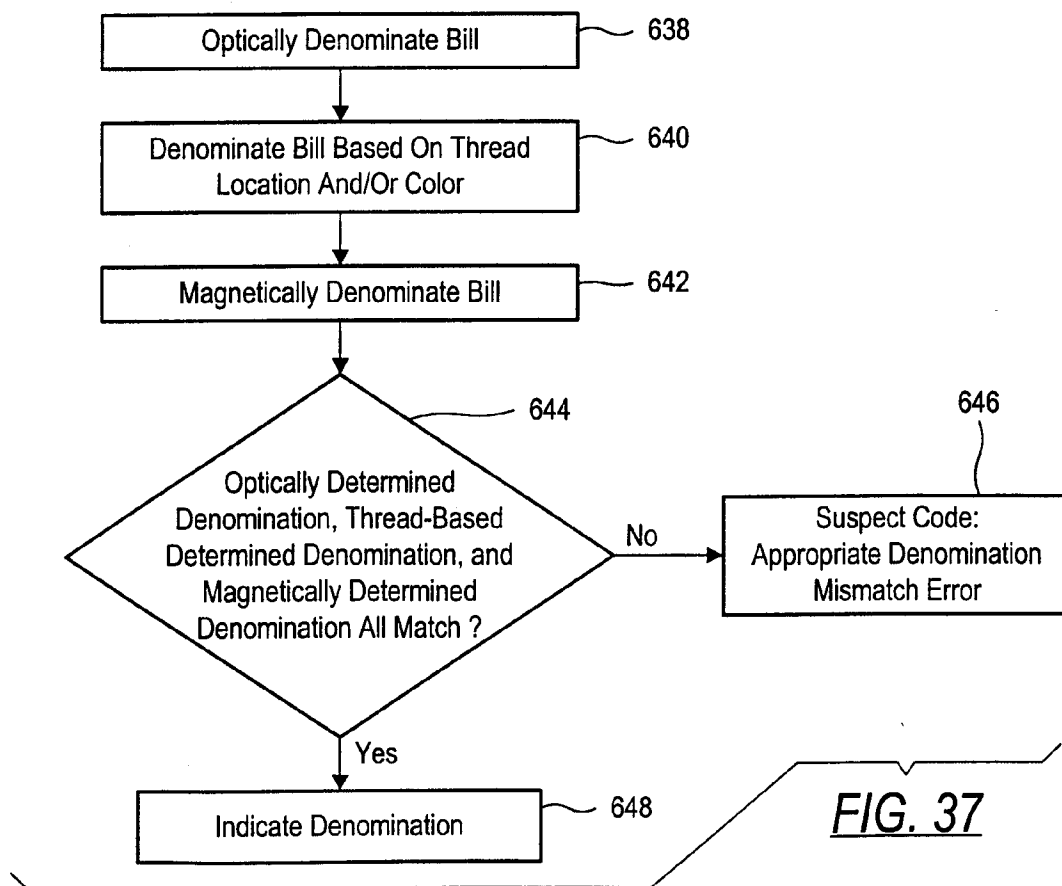 Optically Denominate Bill
638
Denominate Bill Based On Thread
Location And/Or Color
640
Magnetically Denominate Bill
642
644
Optically Determined
Denomination, Thread-Based
Determined Denomination, and
Magnetically Determined
Denomination All Match ?
No
646
Suspect Code:
Appropriate Denomination
Mismatch Error
Yes
Indicate Denomination
648
FIG. 37